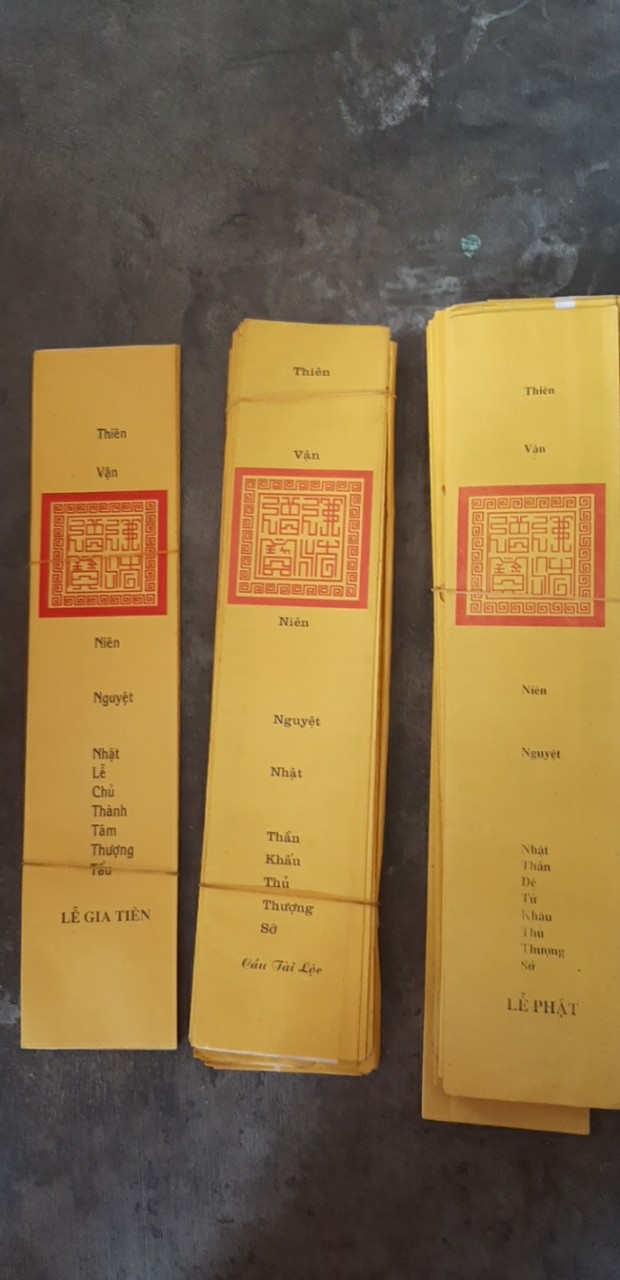 Thiên
Vận
Niên
Nguyệt
Nhật
Lễ
Chủ
Thành
Tâm
Thượng
Tấu
LỄ GIA TIÊN
Thiên
Vận
Niên
Nguyệt
Nhật
Thần
Khấu
Thủ
Thượng
Sớ
Cầu Tài Lộc
Thiên
Vận
Niên
Nguyệt
Nhật
Thần
Đệ
Tử
Khấu
Thủ
Thượng
Sớ
LỄ PHẬT